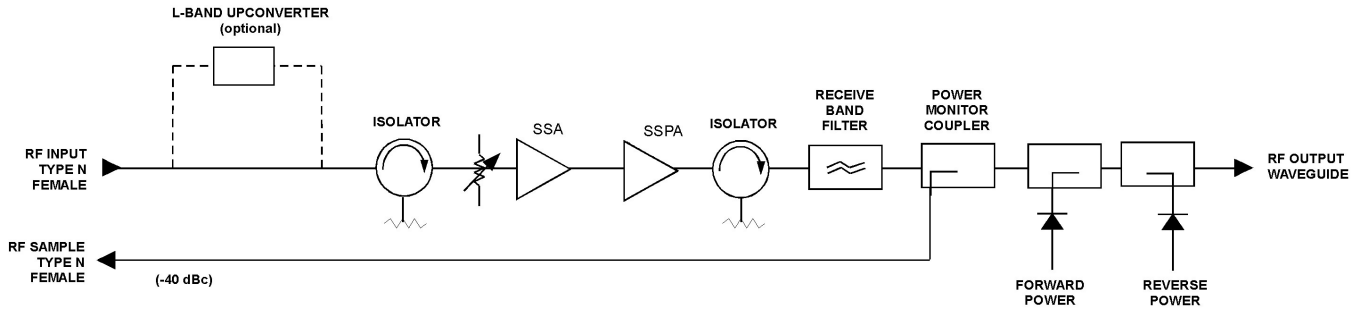 L-BAND UPCONVERTER
(optional)
RF INPUT
TYPE N
FEMALE
ISOLATOR
SSA
SSPA
ISOLATOR
RECEIVE
BAND
FILTER
POWER
MONITOR
COUPLER
RF OUTPUT
WAVEGUIDE
RF SAMPLE
TYPE N
FEMALE
(-40 dBc)
FORWARD
POWER
REVERSE
POWER